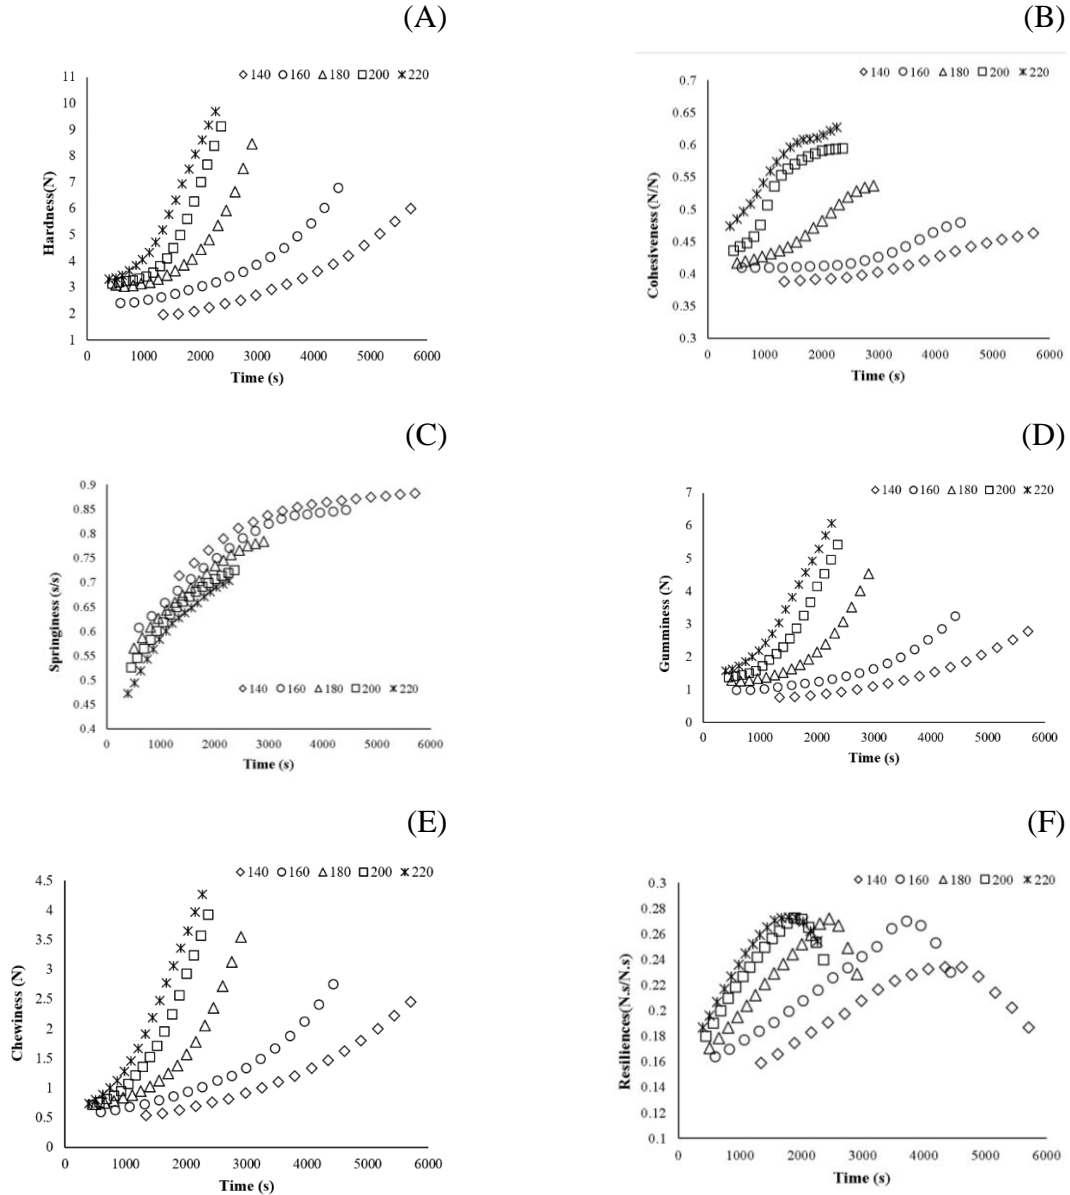 (A)
140 160 180 200 220
11
10
9
8
7
6
5
4
3
2
1
0 1000 2000 3000 4000 5000 6000
Hardness(N)
Time (s)
(B)
140 160 180 200 220
0.7
0.65
0.6
0.55
0.5
0.45
0.4
0.35
0.3
0 1000 2000 3000 4000 5000 6000
Cohesiveness (N/N)
Time (s)
(C)
0.9
0.85
0.8
0.75
0.7
0.65
0.6
0.55
0.5
0.45
0.4
140 160 180 200 220
0 1000 2000 3000 4000 5000 6000
Springiness (s/s)
Time (s)
(D)
140 160 180 200 220
7
6
5
4
3
2
1
0
0 1000 2000 3000 4000 5000 6000
Gumminess (N)
Time (s)
(E)
140 160 180 200 220
4.5
4
3.5
3
2.5
2
1.5
1
0.5
0
0 1000 2000 3000 4000 5000 6000
Chewiness (N)
Time (s)
(F)
140 160 180 200 220
0.3
0.28
0.26
0.24
0.22
0.2
0.18
0.16
0.14
0.12
0.1
0 1000 2000 3000 4000 5000 6000
Resiliences(N.s/N.s)
Time (s)